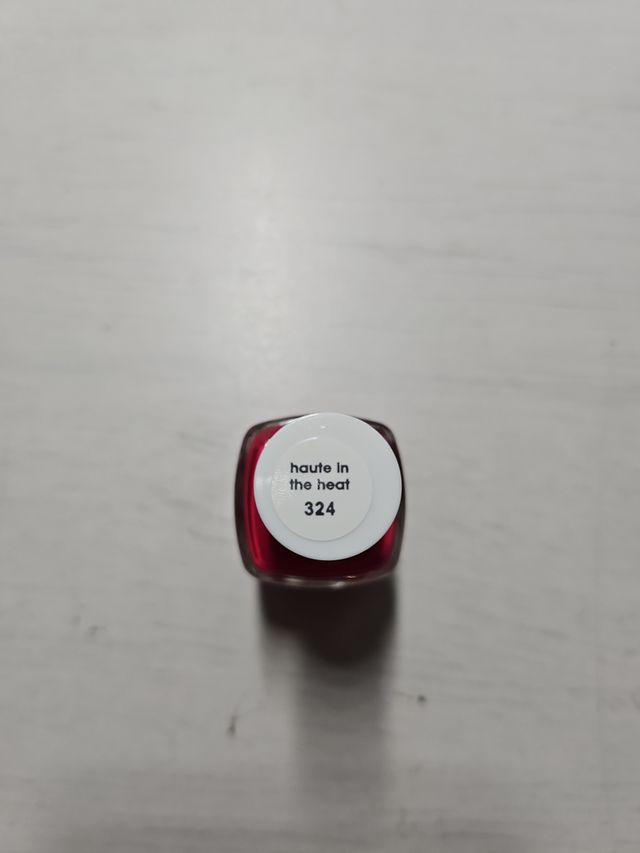 haute in
the heat
324